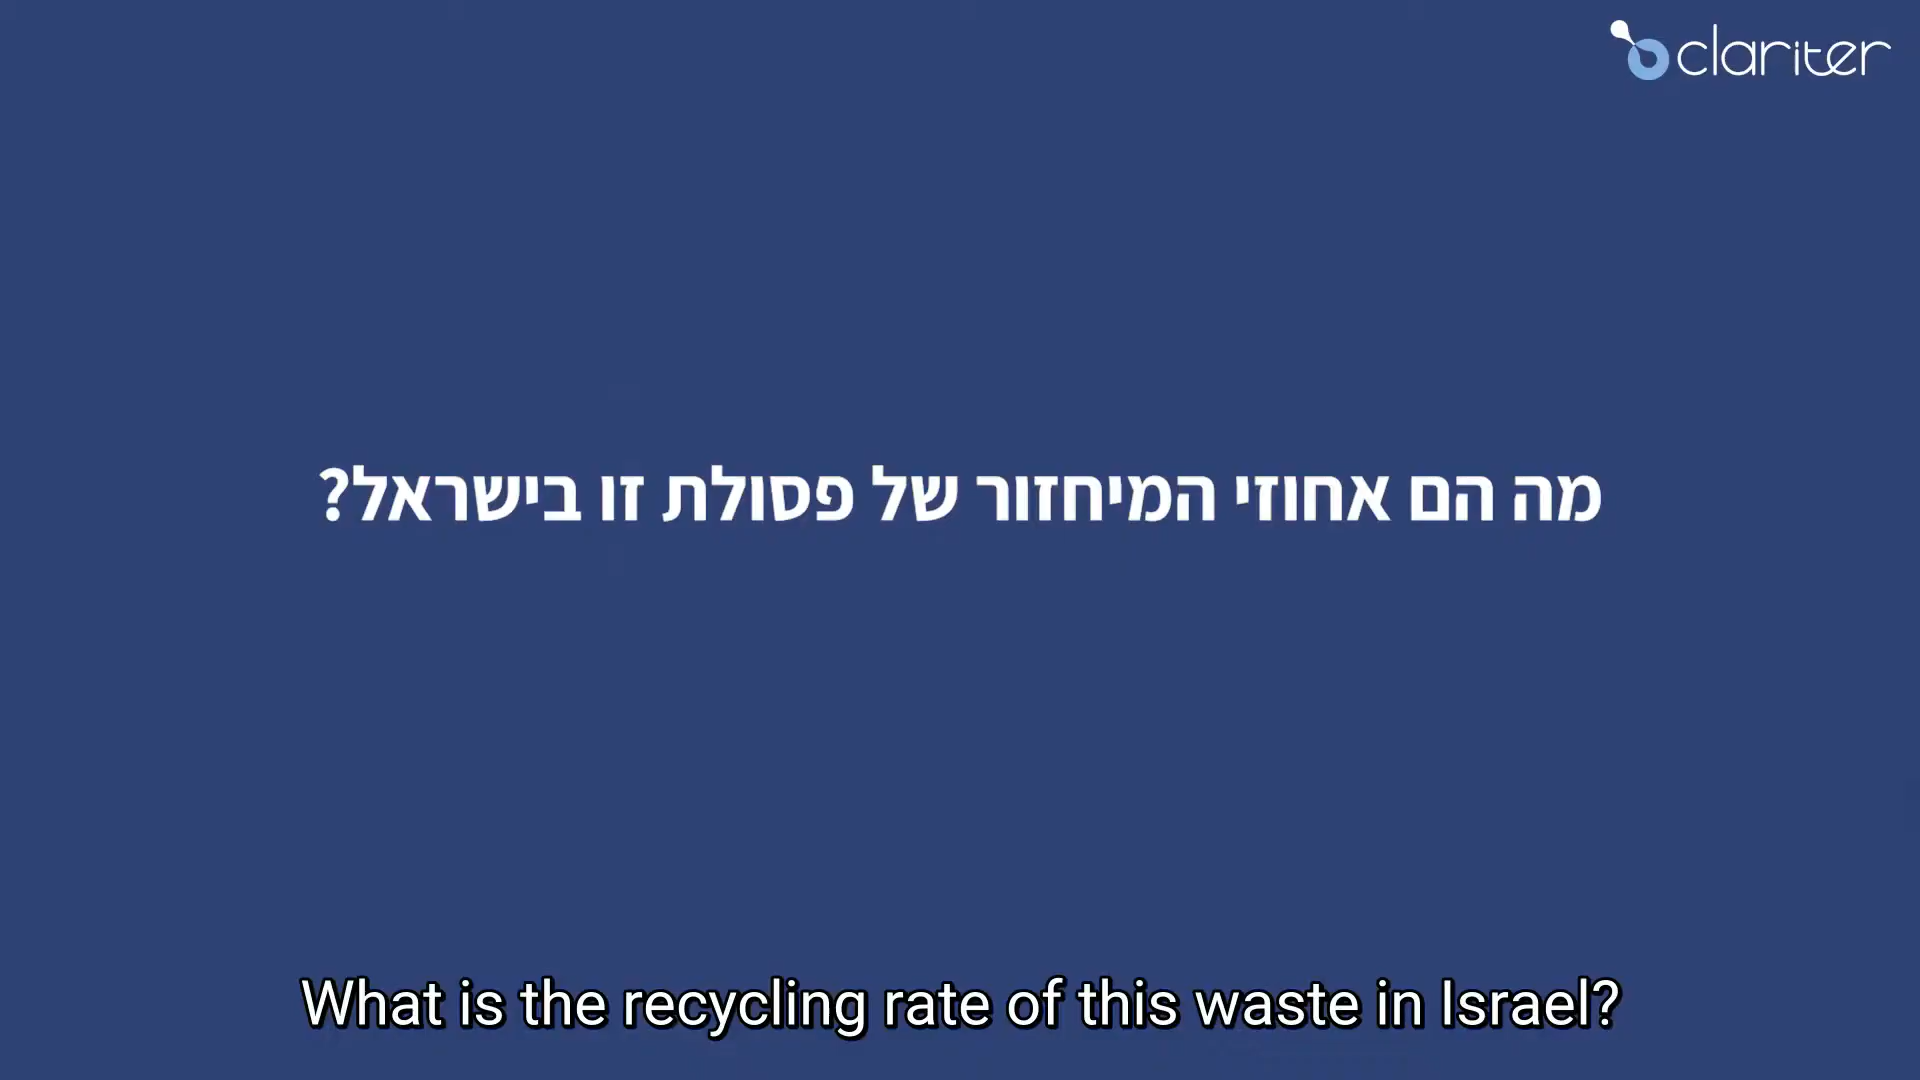 clariter
מה הם אחוזי המיחזור של פסולת זו בישראל?
What is the recycling rate of this waste in Israel?